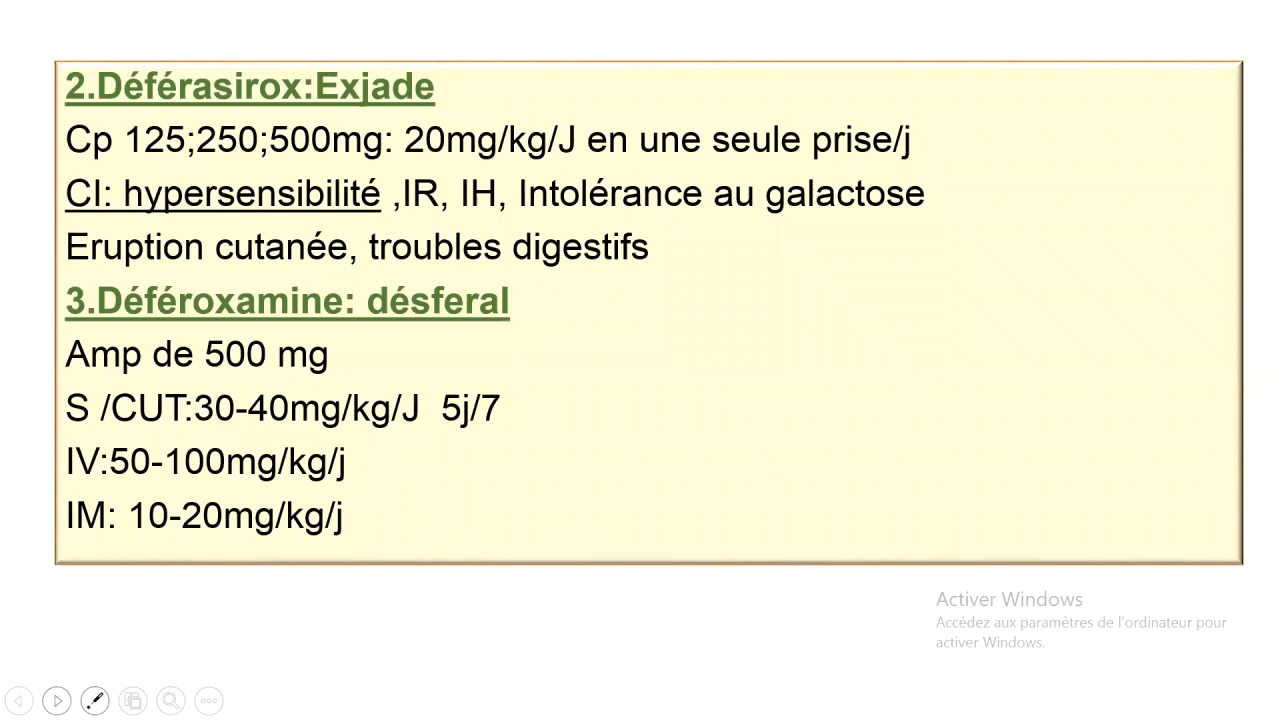 2.Déférasirox:Exjade
Cp 125;250;500mg: 20mg/kg/J en une seule prise/j
CI: hypersensibilité ,IR, IH, Intolérance au galactose
Eruption cutanée, troubles digestifs
3.Déféroxamine: désferal
Amp de 500 mg
S /CUT:30-40mg/kg/J  5j/7
IV:50-100mg/kg/j
IM: 10-20mg/kg/j
Activer Windows
Accédez aux paramètres de l'ordinateur pour
activer Windows.